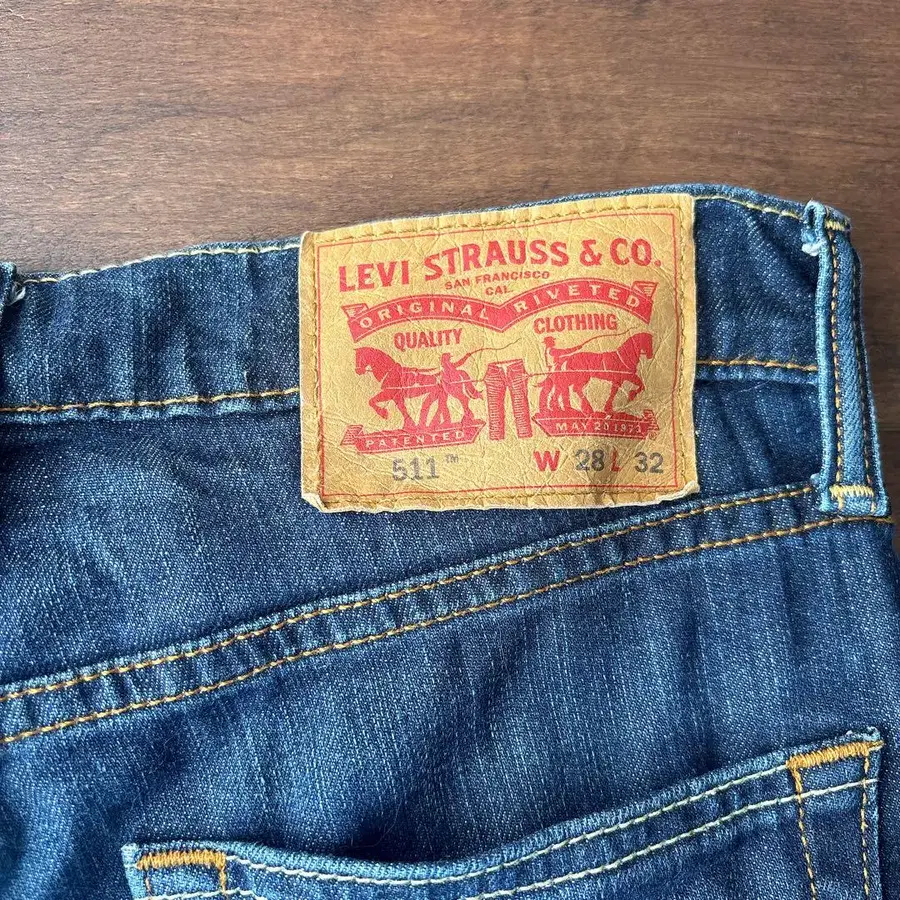 LEVI STRAUSS & CO.
SAN FRANCISCO
CAL.
ORIGINAL RIVETED
QUALITY CLOTHING
PATENTED MAY 20 1873
511™ W 28 L 32